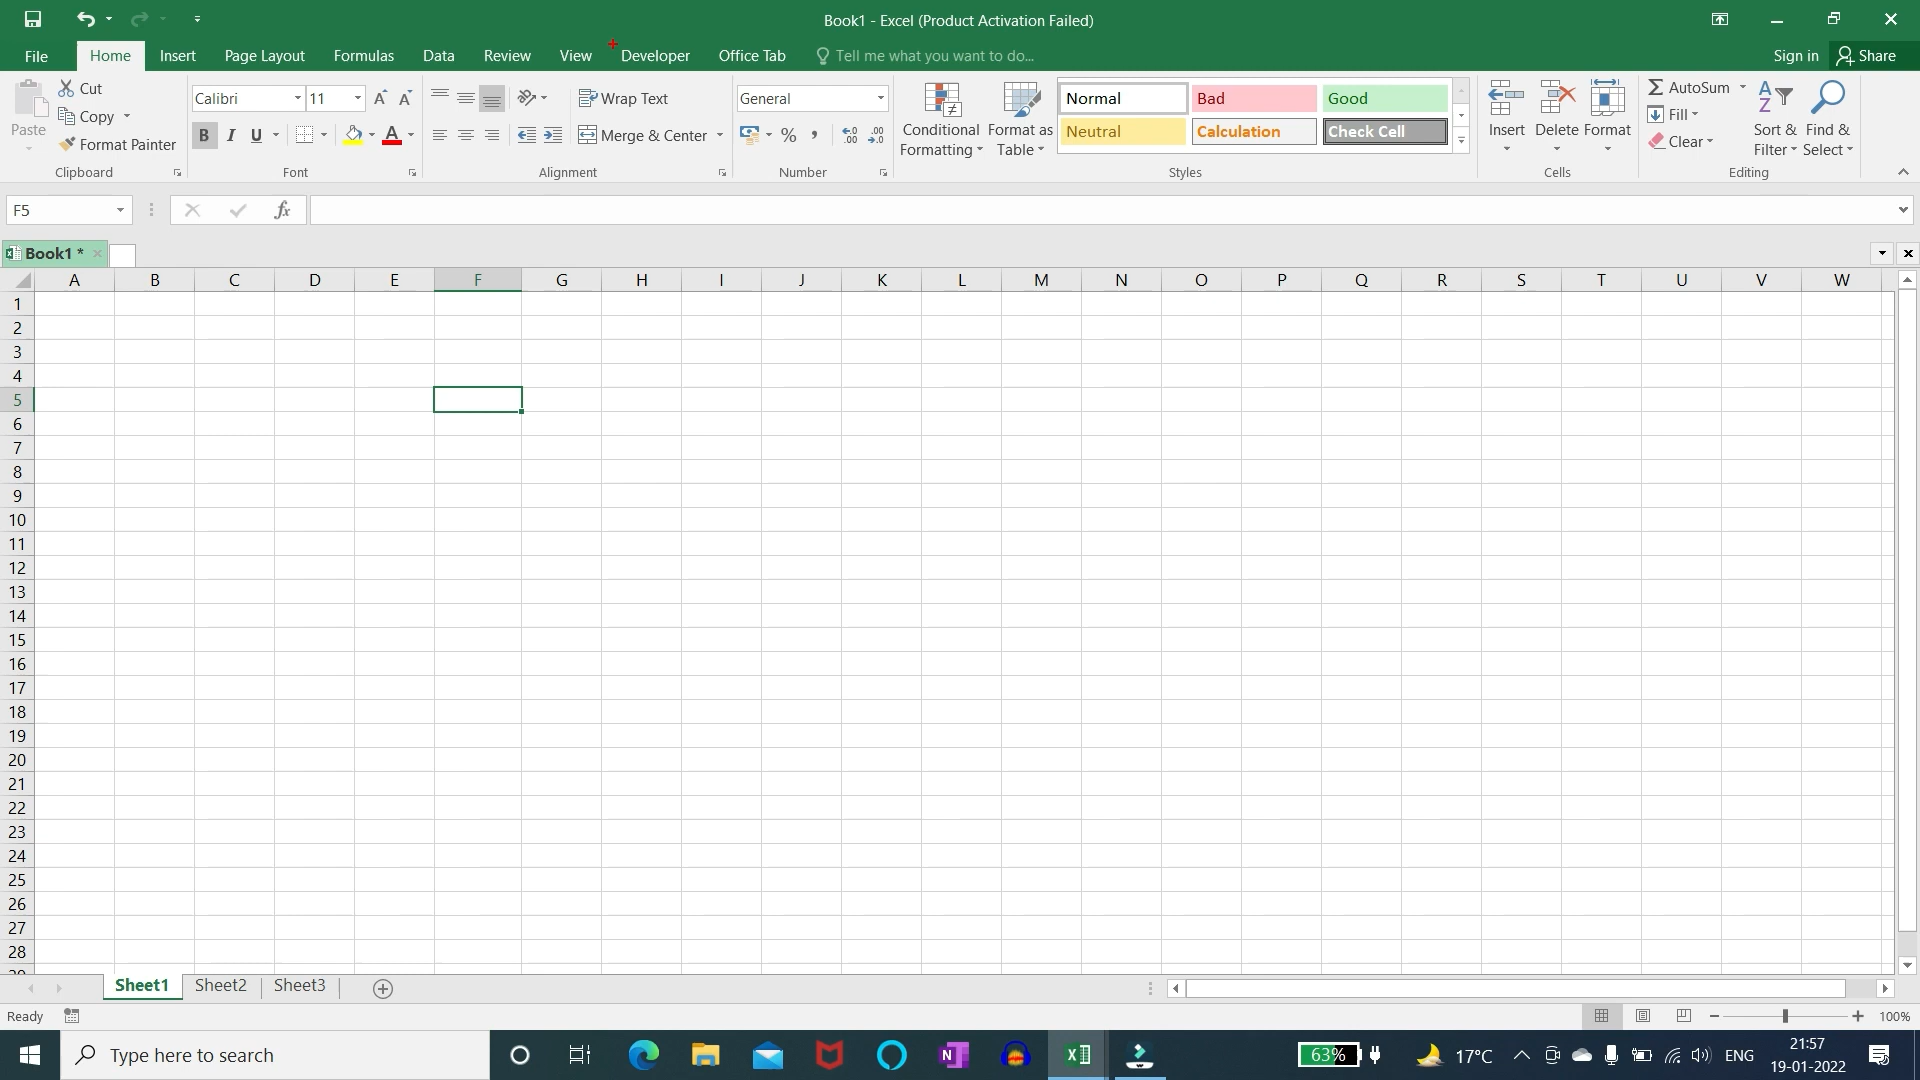 Book1 - Excel (Product Activation Failed)
File Home Insert Page Layout Formulas Data Review View Developer Office Tab Tell me what you want to do... Sign in Share
Paste Cut
Copy
Format Painter
Clipboard
Calibri 11
B I U A
Font
Wrap Text
Merge & Center
Alignment
General
% ,
Number
Conditional Formatting
Format as Table
Normal Bad Good
Neutral Calculation Check Cell
Styles
Insert Delete Format
Cells
AutoSum
Fill
Clear
Sort & Filter
Find & Select
Editing
F5 fx
Book1 *
A B C D E F G H I J K L M N O P Q R S T U V W
1
2
3
4
5
6
7
8
9
10
11
12
13
14
15
16
17
18
19
20
21
22
23
24
25
26
27
28
Sheet1 Sheet2 Sheet3
Ready 100%
Type here to search 63% 17°C ENG 21:57
19-01-2022